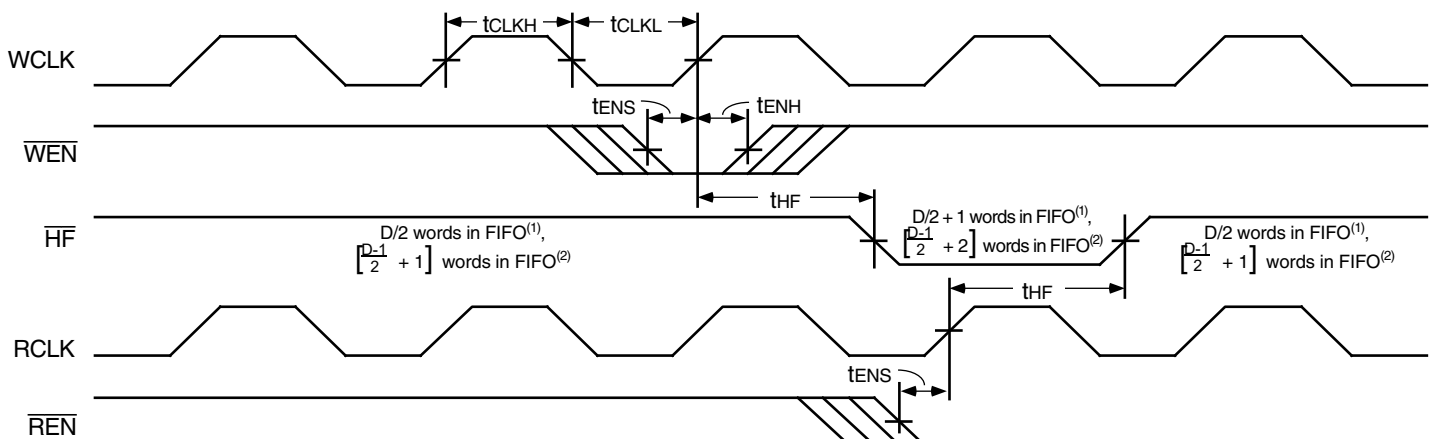 tCLKH
tCLKL
WCLK
tENS
tENH
WEN
tHF
HF
D/2 words in FIFO(1),
[D-1/2 + 1] words in FIFO(2)
D/2 + 1 words in FIFO(1),
[D-1/2 + 2] words in FIFO(2)
D/2 words in FIFO(1),
[D-1/2 + 1] words in FIFO(2)
tHF
RCLK
tENS
REN